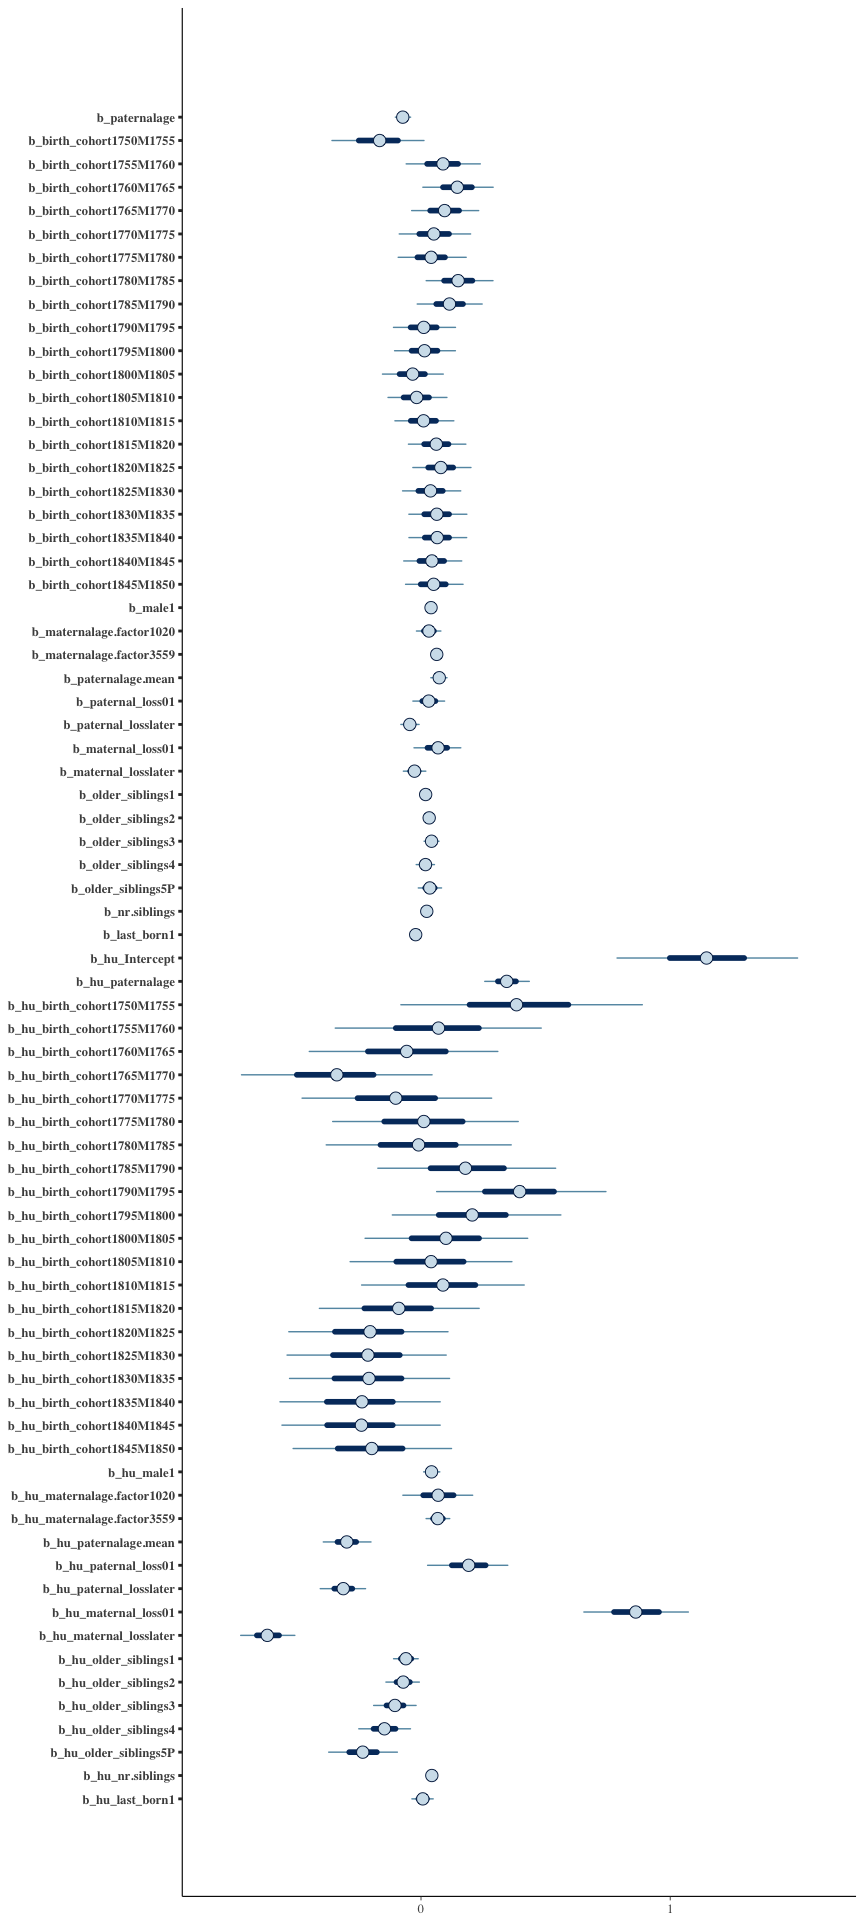 b_paternalage
b_birth_cohort1750M1755
b_birth_cohort1755M1760
b_birth_cohort1760M1765
b_birth_cohort1765M1770
b_birth_cohort1770M1775
b_birth_cohort1775M1780
b_birth_cohort1780M1785
b_birth_cohort1785M1790
b_birth_cohort1790M1795
b_birth_cohort1795M1800
b_birth_cohort1800M1805
b_birth_cohort1805M1810
b_birth_cohort1810M1815
b_birth_cohort1815M1820
b_birth_cohort1820M1825
b_birth_cohort1825M1830
b_birth_cohort1830M1835
b_birth_cohort1835M1840
b_birth_cohort1840M1845
b_birth_cohort1845M1850
b_male1
b_maternalage.factor1020
b_maternalage.factor3559
b_paternalage.mean
b_paternal_loss01
b_paternal_losslater
b_maternal_loss01
b_maternal_losslater
b_older_siblings1
b_older_siblings2
b_older_siblings3
b_older_siblings4
b_older_siblings5P
b_nr.siblings
b_last_born1
b_hu_Intercept
b_hu_paternalage
b_hu_birth_cohort1750M1755
b_hu_birth_cohort1755M1760
b_hu_birth_cohort1760M1765
b_hu_birth_cohort1765M1770
b_hu_birth_cohort1770M1775
b_hu_birth_cohort1775M1780
b_hu_birth_cohort1780M1785
b_hu_birth_cohort1785M1790
b_hu_birth_cohort1790M1795
b_hu_birth_cohort1795M1800
b_hu_birth_cohort1800M1805
b_hu_birth_cohort1805M1810
b_hu_birth_cohort1810M1815
b_hu_birth_cohort1815M1820
b_hu_birth_cohort1820M1825
b_hu_birth_cohort1825M1830
b_hu_birth_cohort1830M1835
b_hu_birth_cohort1835M1840
b_hu_birth_cohort1840M1845
b_hu_birth_cohort1845M1850
b_hu_male1
b_hu_maternalage.factor1020
b_hu_maternalage.factor3559
b_hu_paternalage.mean
b_hu_paternal_loss01
b_hu_paternal_losslater
b_hu_maternal_loss01
b_hu_maternal_losslater
b_hu_older_siblings1
b_hu_older_siblings2
b_hu_older_siblings3
b_hu_older_siblings4
b_hu_older_siblings5P
b_hu_nr.siblings
b_hu_last_born1
0 1